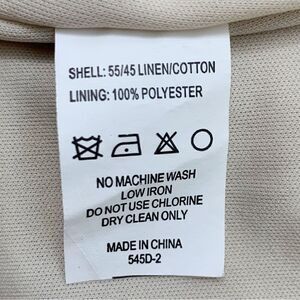 SHELL: 55/45 LINEN/COTTON
LINING: 100% POLYESTER
NO MACHINE WASH
LOW IRON
DO NOT USE CHLORINE
DRY CLEAN ONLY
MADE IN CHINA
545D-2